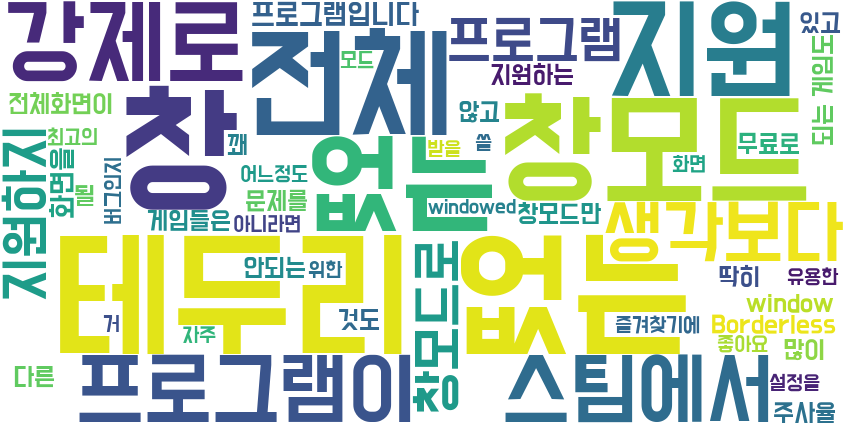 강제로
프로그램입니다
전체
모드
프로그램
지원하는
지원
있고
도임게
되는
전체화면이
창
최고의
화면을
될
지원하지
버그인지
꽤
않고
쓸
받을
어느정도
문제를
없는
windowed
창모드
창모드만
무료로
화면
게임들은
아니라면
생각보다
테두리 없는
안되는
위한
창모드로
딱히
유용한
window
Borderless
즐겨찾기에
좋아요
많이
거
자주
것도
다른
프로그램이
스팀에서
설정을
주사율